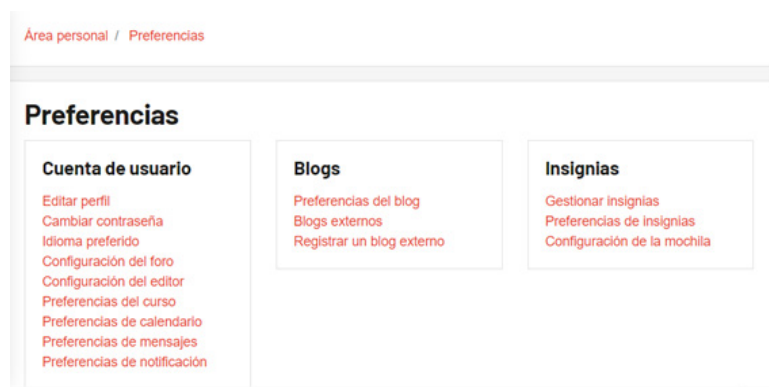 Área personal / Preferencias
Preferencias
Cuenta de usuario
Editar perfil
Cambiar contraseña
Idioma preferido
Configuración del foro
Configuración del editor
Preferencias del curso
Preferencias de calendario
Preferencias de mensajes
Preferencias de notificación
Blogs
Preferencias del blog
Blogs externos
Registrar un blog externo
Insignias
Gestionar insignias
Preferencias de insignias
Configuración de la mochila